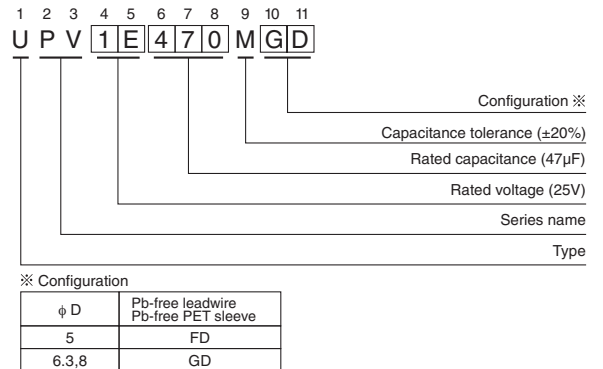 1 2 3 4 5 6 7 8 9 10 11
U P V 1 E 4 7 0 M G D
Configuration ※
Capacitance tolerance (±20%)
Rated capacitance (47µF)
Rated voltage (25V)
Series name
Type
※ Configuration
ϕ D Pb-free leadwire
Pb-free PET sleeve
5 FD
6.3,8 GD